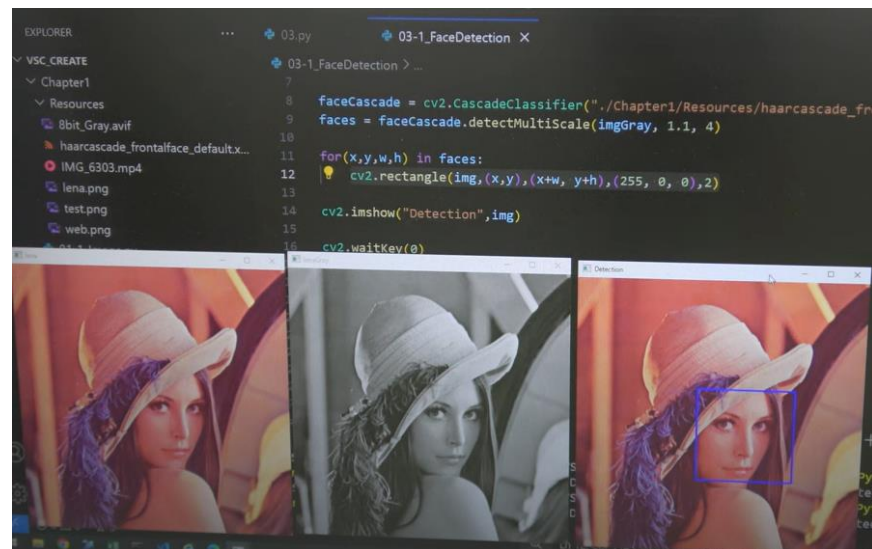 EXPLORER
...
03.py
03-1_FaceDetection
VSC_CREATE
Chapter1
Resources
8bit_Gray.avif
haarcascade_frontalface_default.x...
IMG_6303.mp4
lena.png
test.png
web.png
03-1_FaceDetection > ...
7
8 faceCascade = cv2.CascadeClassifier("./Chapter1/Resources/haarcascade_fro
9 faces = faceCascade.detectMultiScale(imgGray, 1.1, 4)
10
11 for(x,y,w,h) in faces:
12 cv2.rectangle(img,(x,y),(x+w, y+h),(255, 0, 0),2)
13
14 cv2.imshow("Detection",img)
15
16 cv2.waitKey(0)
Detection